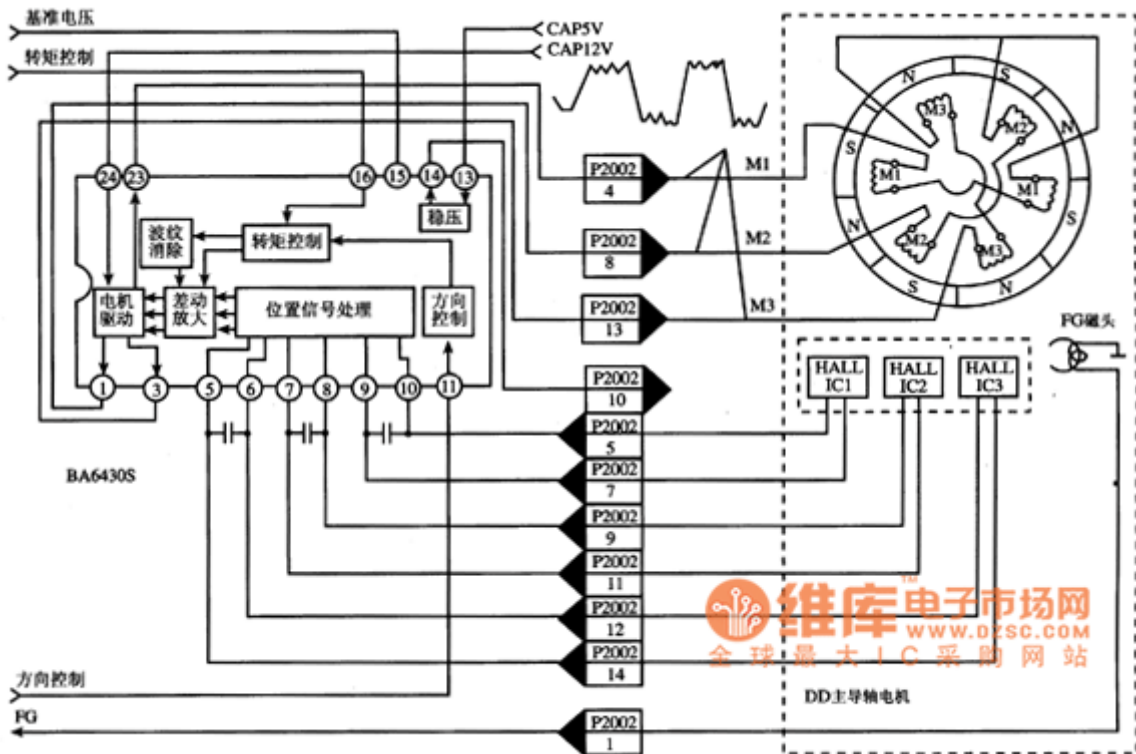 基准电压
CAP5V
转矩控制
CAP12V
24
23
16
15
14
13
稳压
波纹
消除
转矩控制
电机
驱动
差动
放大
位置信号处理
方向
控制
1
3
5
6
7
8
9
10
11
BA6430S
方向控制
FG
P2002
4
P2002
8
P2002
13
P2002
10
P2002
5
P2002
7
P2002
9
P2002
11
P2002
12
P2002
14
P2002
1
M1
M2
M3
N
S
N
S
N
S
N
S
M3
M2
M1
M3
M2
M1
FG磁头
HALL
IC1
HALL
IC2
HALL
IC3
维库™电子市场网
WWW.DZSC.COM
全球最大IC采购网站
DD主导轴电机